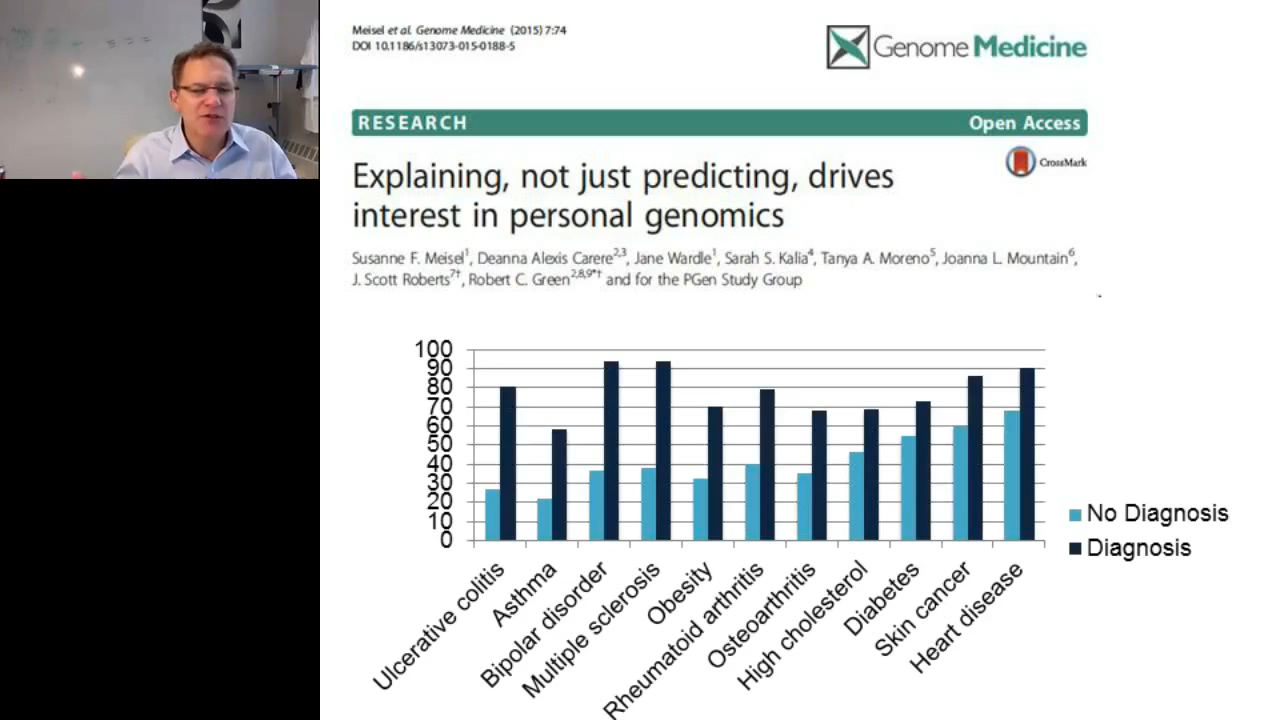 Meisel et al. Genome Medicine (2015) 7:74
DOI 10.1186/s13073-015-0188-5
Genome Medicine
RESEARCH
Open Access
CrossMark
Explaining, not just predicting, drives
interest in personal genomics
Susanne F. Meisel1, Deanna Alexis Carere2,3, Jane Wardle1, Sarah S. Kalia4, Tanya A. Moreno5, Joanna L. Mountain6,
J. Scott Roberts7†, Robert C. Green2,8,9*† and for the PGen Study Group
100
90
80
70
60
50
40
30
20
10
0
No Diagnosis
Diagnosis
Ulcerative colitis
Asthma
Bipolar disorder
Multiple sclerosis
Obesity
Rheumatoid arthritis
Osteoarthritis
High cholesterol
Diabetes
Skin cancer
Heart disease